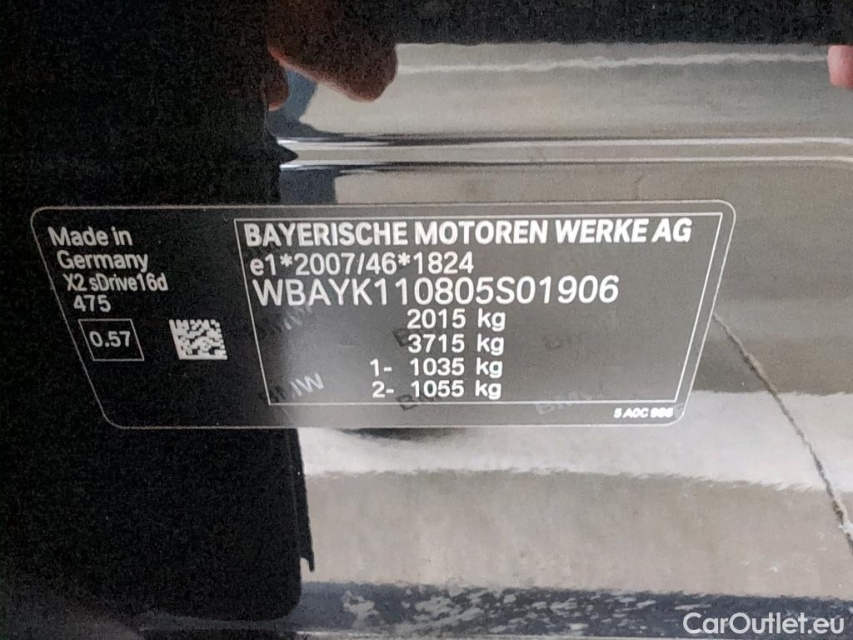 Made in
Germany
X2 sDrive16d
475
0.57
BAYERISCHE MOTOREN WERKE AG
e1*2007/46*1824
WBAYK110805S01906
2015 kg
3715 kg
1- 1035 kg
2- 1055 kg
BMW
CarOutlet.eu